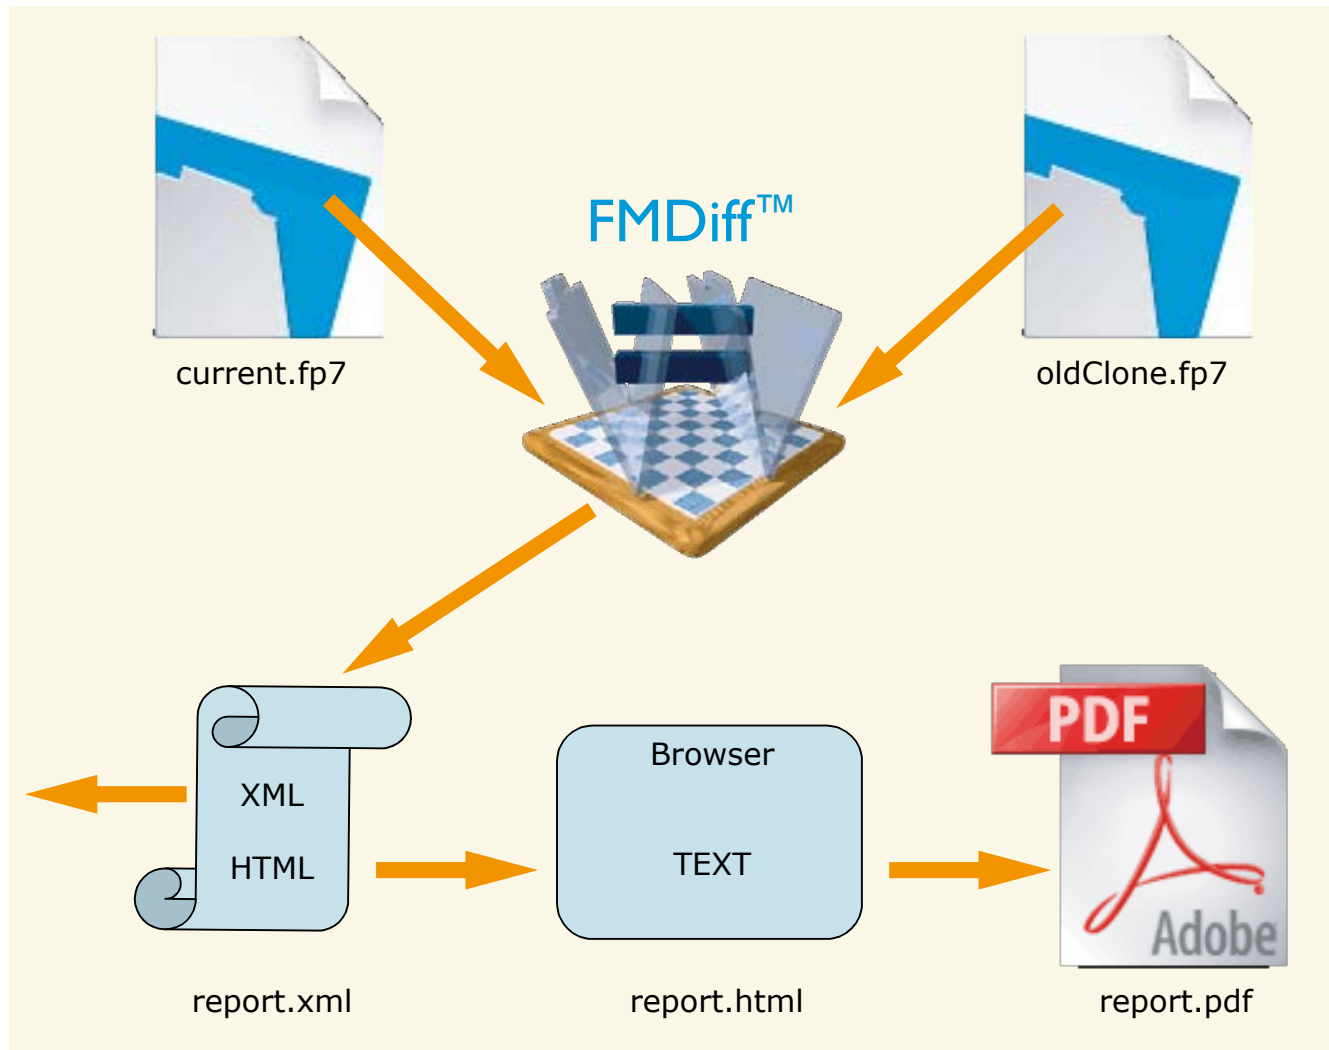 FMDiff™
current.fp7
oldClone.fp7
XML
HTML
Browser
TEXT
PDF
Adobe
report.xml
report.html
report.pdf